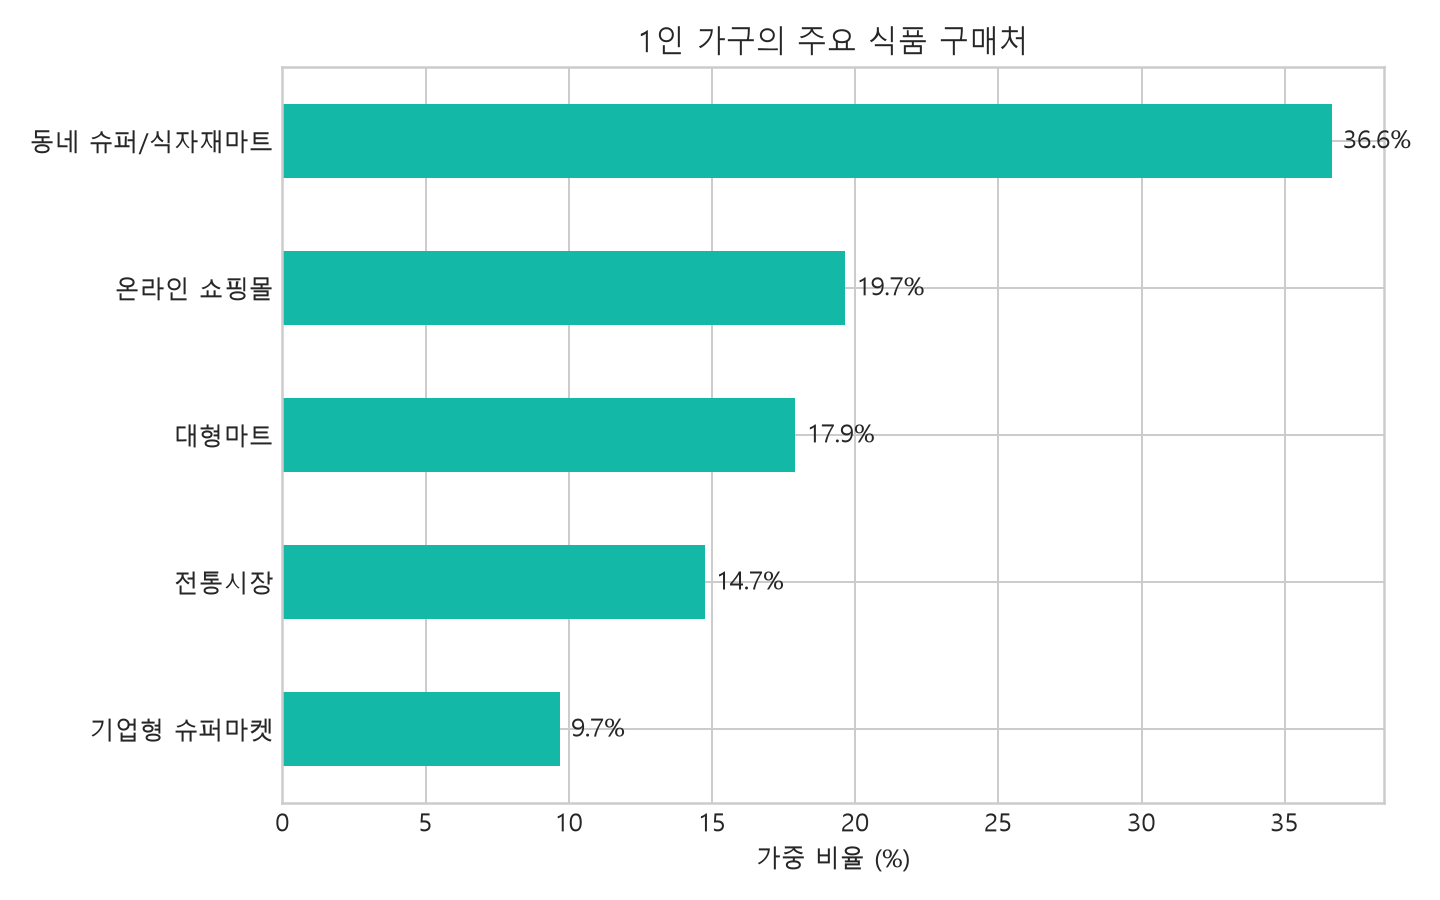 1인 가구의 주요 식품 구매처
동네 슈퍼/식자재마트
36.6%
온라인 쇼핑몰
19.7%
대형마트
17.9%
전통시장
14.7%
기업형 슈퍼마켓
9.7%
0 5 10 15 20 25 30 35
가중 비율 (%)